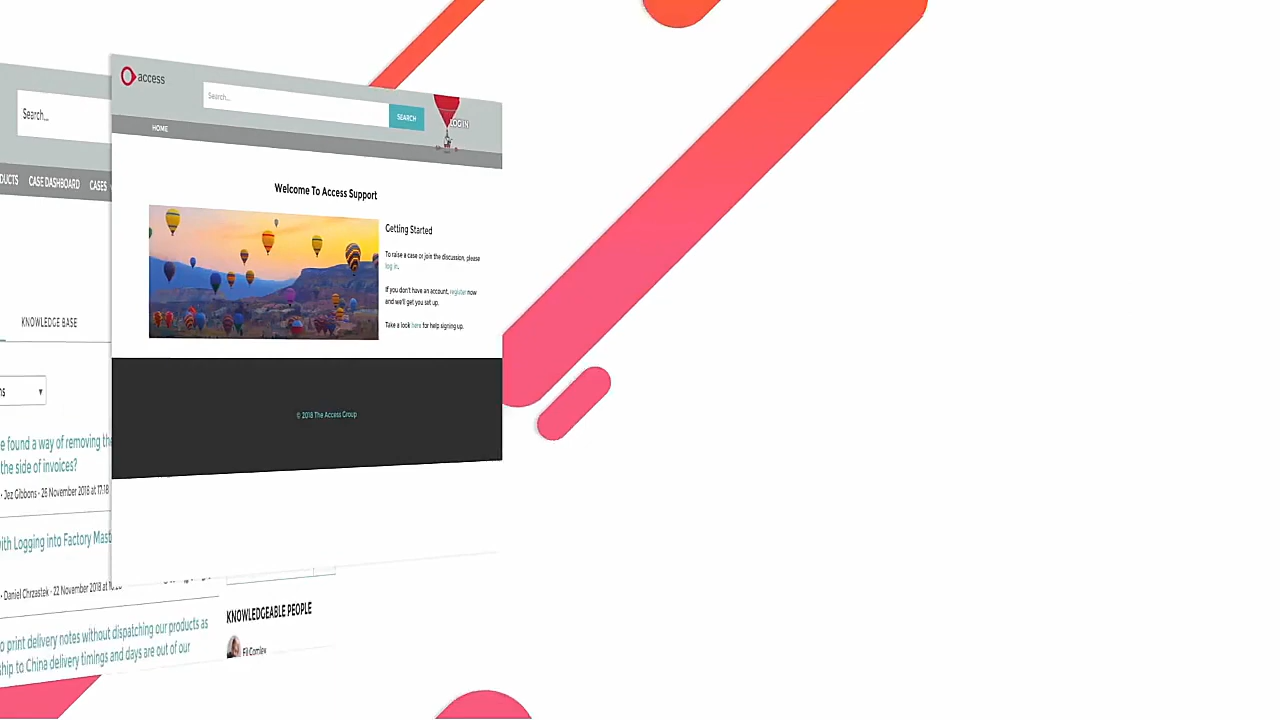 access
Search...
SEARCH
LOG IN
HOME
Welcome To Access Support
Getting Started
To raise a case or join the discussion, please
log in.
If you don't have an account, register now
and we'll get you set up.
Take a look here for help signing up.
© 2018 The Access Group
Search...
DUCTS CASE DASHBOARD CASES
KNOWLEDGE BASE
ns
e found a way of removing the
the side of invoices?
• Jez Gibbons • 26 November 2018 at 17:18
ith Logging into Factory Mast
• Daniel Chrzastek • 22 November 2018 at
o print delivery notes without dispatching our products as
ship to China delivery timings and days are out of our
KNOWLEDGEABLE PEOPLE